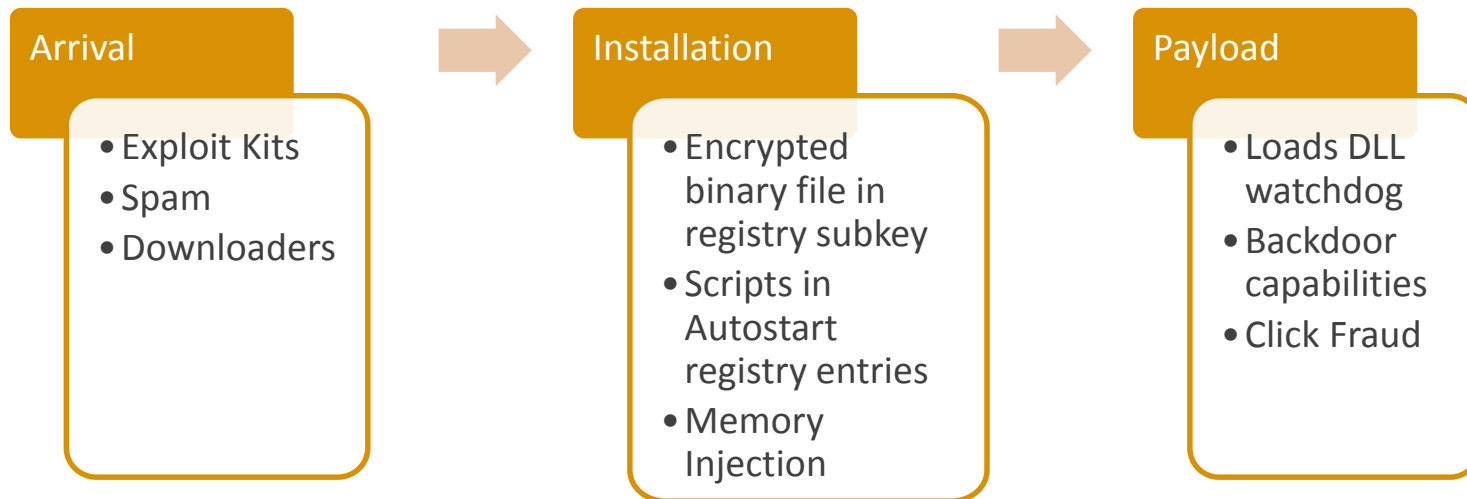 Arrival
• Exploit Kits
• Spam
• Downloaders
Installation
• Encrypted
binary file in
registry subkey
• Scripts in
Autostart
registry entries
• Memory
Injection
Payload
• Loads DLL
watchdog
• Backdoor
capabilities
• Click Fraud